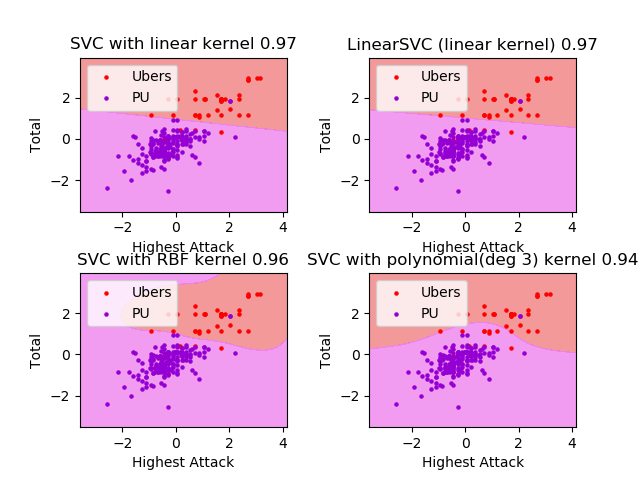 SVC with linear kernel 0.97
Ubers
PU
Total
2
0
−2
−2
0
2
4
Highest Attack
LinearSVC (linear kernel) 0.97
Ubers
PU
Total
2
0
−2
−2
0
2
4
Highest Attack
SVC with RBF kernel 0.96
Ubers
PU
Total
2
0
−2
−2
0
2
4
Highest Attack
SVC with polynomial(deg 3) kernel 0.94
Ubers
PU
Total
2
0
−2
−2
0
2
4
Highest Attack